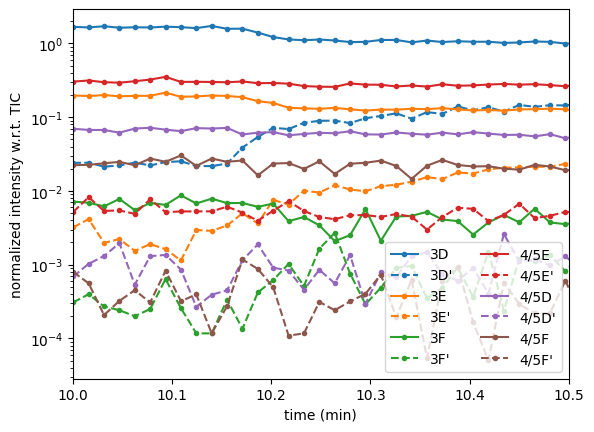 normalized intensity w.r.t. TIC
10⁰
10⁻¹
10⁻²
10⁻³
10⁻⁴
3D
3D'
3E
3E'
3F
3F'
4/5E
4/5E'
4/5D
4/5D'
4/5F
4/5F'
10.0 10.1 10.2 10.3 10.4 10.5
time (min)